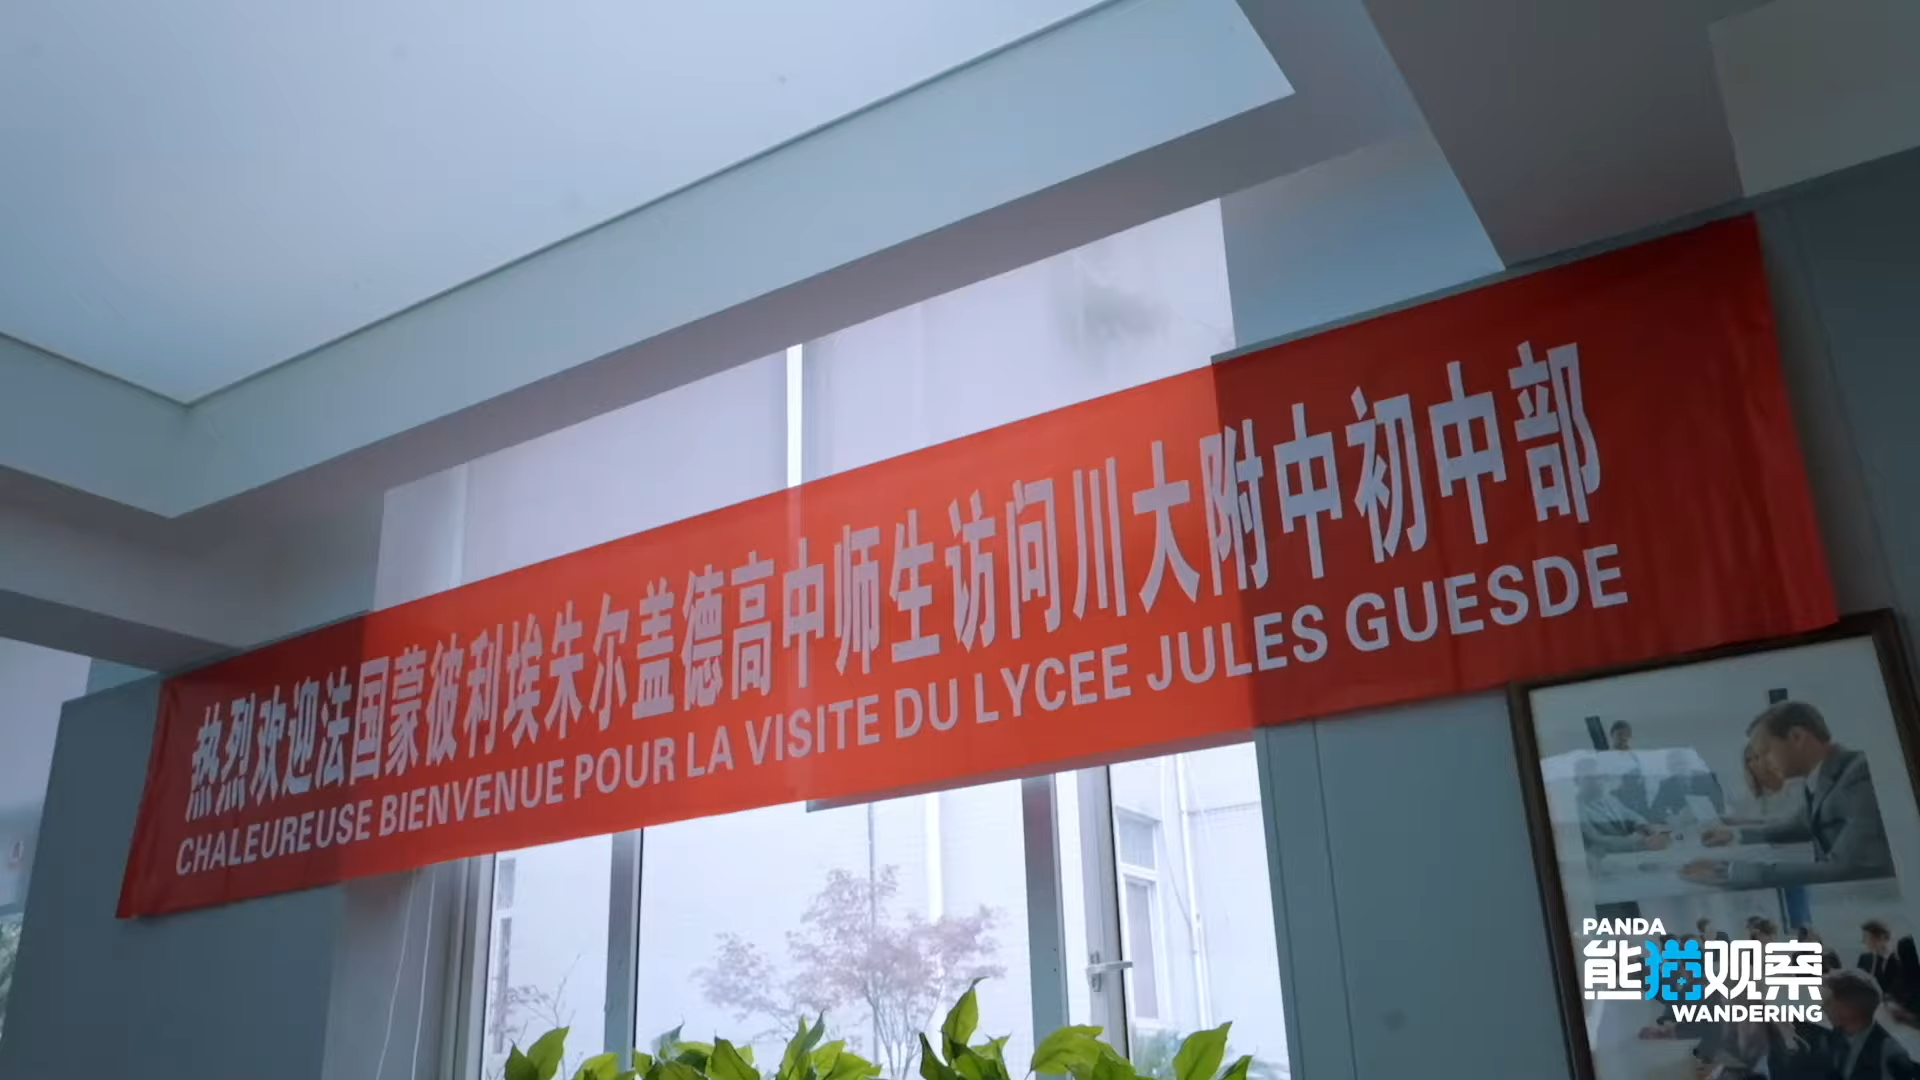 热烈欢迎法国蒙彼利埃朱尔盖德高中师生访问川大附中初中部
CHALEUREUSE BIENVENUE POUR LA VISITE DU LYCEE JULES GUESDE
PANDA
熊猫观察
WANDERING